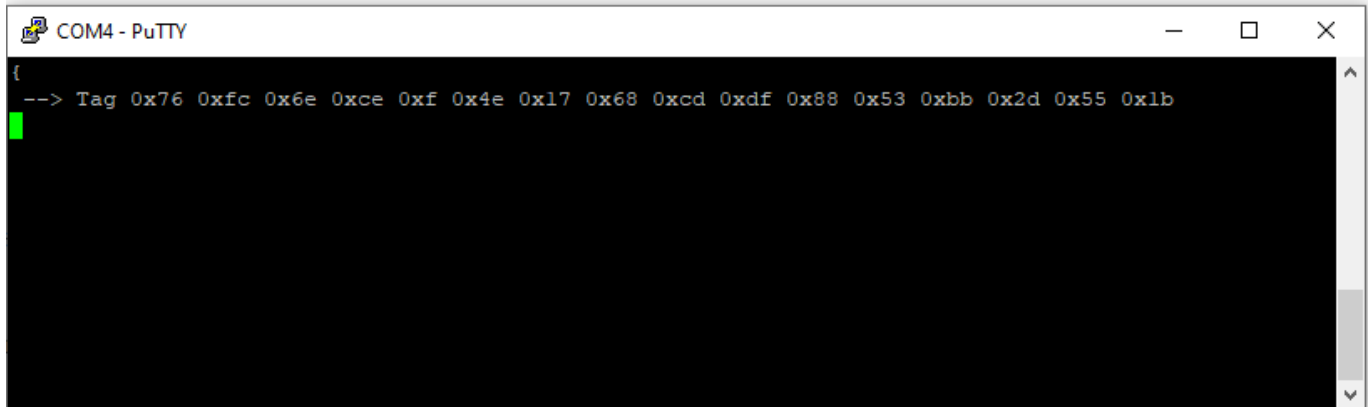 COM4 - PuTTY
{
--> Tag 0x76 0xfc 0x6e 0xce 0xf 0x4e 0x17 0x68 0xcd 0xdf 0x88 0x53 0xbb 0x2d 0x55 0x1b